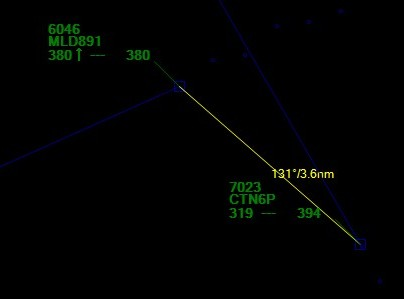 6046
MLD891
380↑ --- 380
131°/3.6nm
7023
CTN6P
319 --- 394